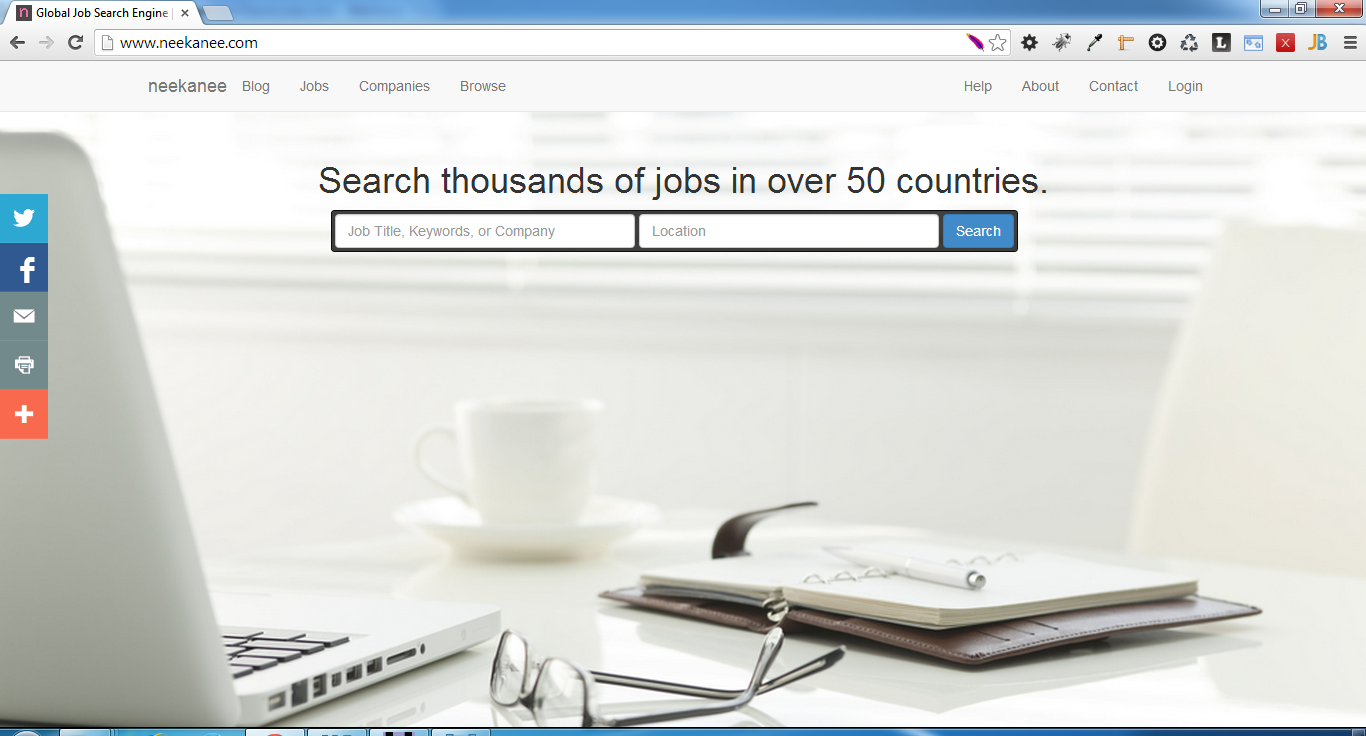 Global Job Search Engine |
www.neekanee.com
L
X
JB
neekanee Blog Jobs Companies Browse Help About Contact Login
Search thousands of jobs in over 50 countries.
Job Title, Keywords, or Company Location Search